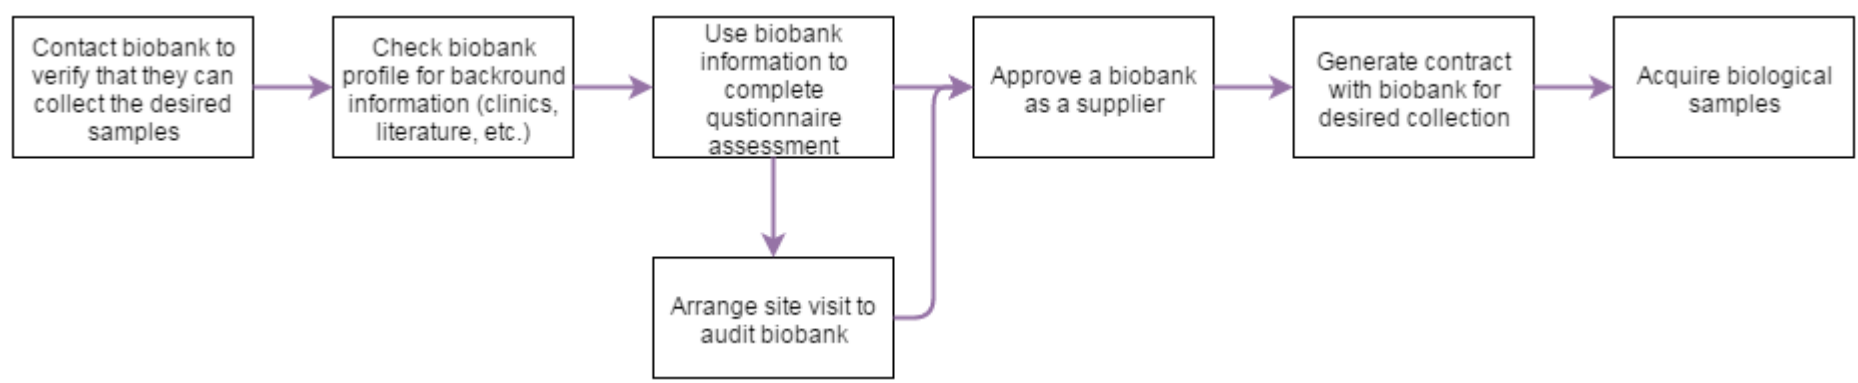 Contact biobank to
verify that they can
collect the desired
samples
Check biobank
profile for backround
information (clinics,
literature, etc.)
Use biobank
information to
complete
qustionnaire
assessment
Approve a biobank
as a supplier
Generate contract
with biobank for
desired collection
Acquire biological
samples
Arrange site visit to
audit biobank